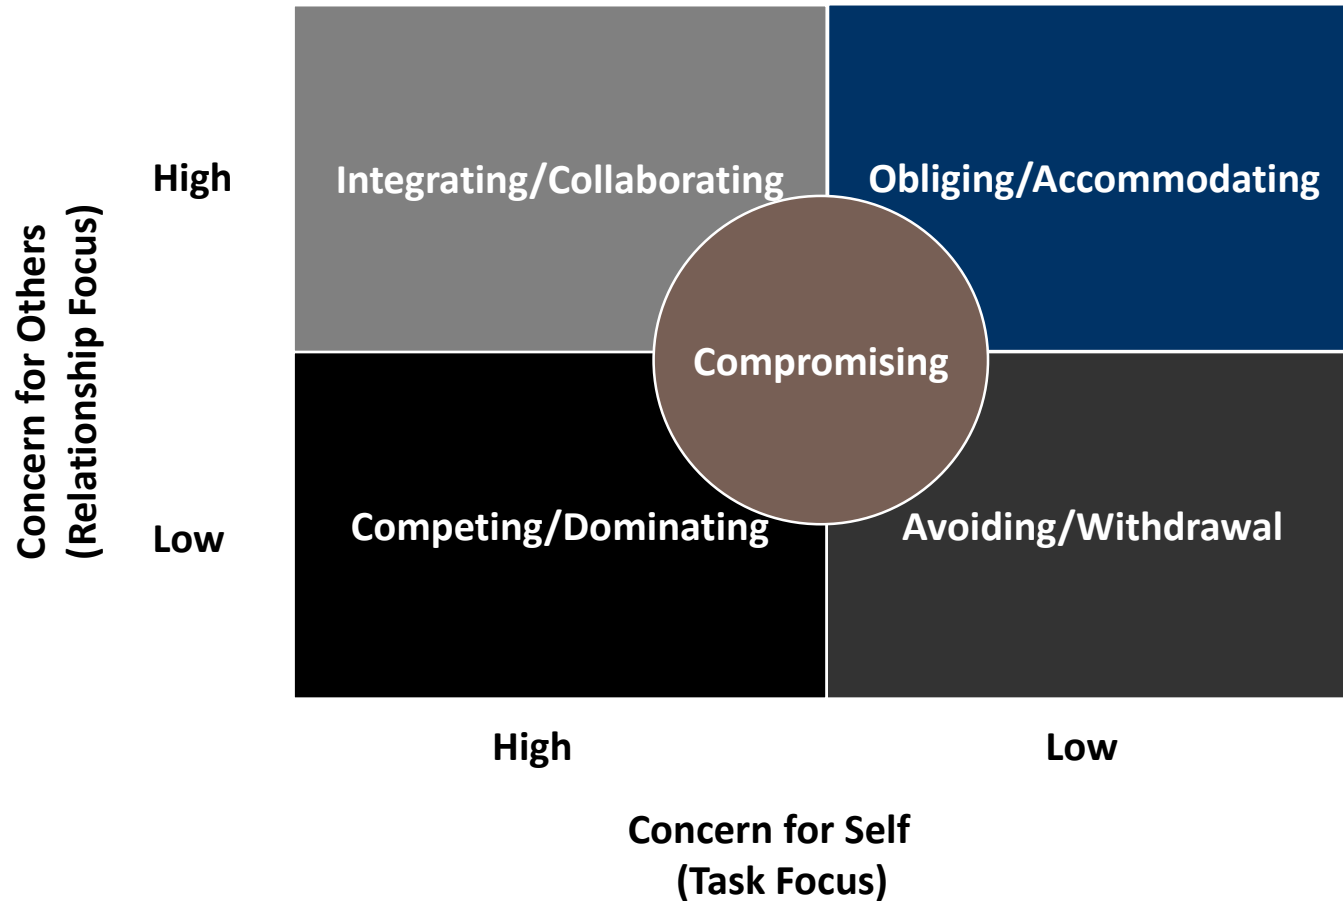 Concern for Others
(Relationship Focus)
High
Integrating/Collaborating
Obliging/Accommodating
Compromising
Low
Competing/Dominating
Avoiding/Withdrawal
High
Low
Concern for Self
(Task Focus)